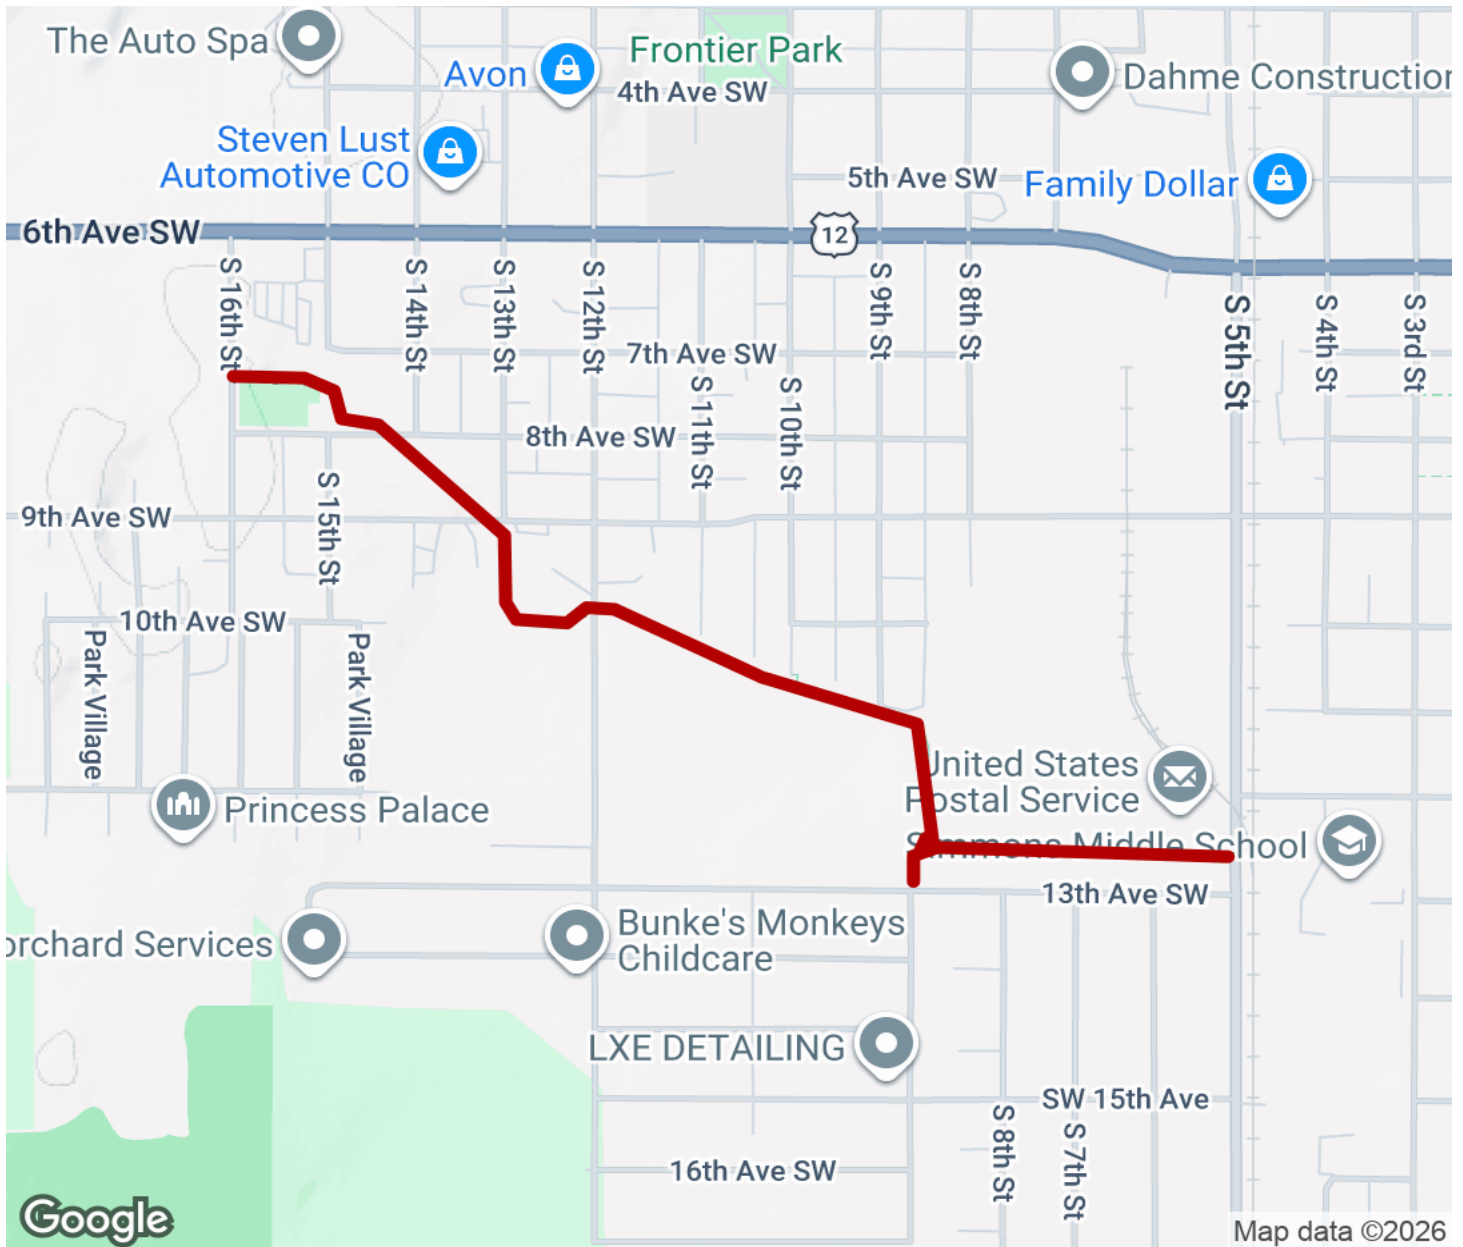 The Auto Spa
Frontier Park
Avon
4th Ave SW
Dahme Construction
Steven Lust
Automotive CO
5th Ave SW
Family Dollar
6th Ave SW
12
S 16th St
S 14th St
S 13th St
S 12th St
S 9th St
S 8th St
S 5th St
S 4th St
S 3rd St
7th Ave SW
S 11th St
S 10th St
8th Ave SW
9th Ave SW
S 15th St
10th Ave SW
Park Village
Park Village
United States
Postal Service
Princess Palace
Simmons Middle School
13th Ave SW
orchard Services
Bunke's Monkeys
Childcare
LXE DETAILING
SW 15th Ave
S 8th St
S 7th St
16th Ave SW
Google
Map data ©2026